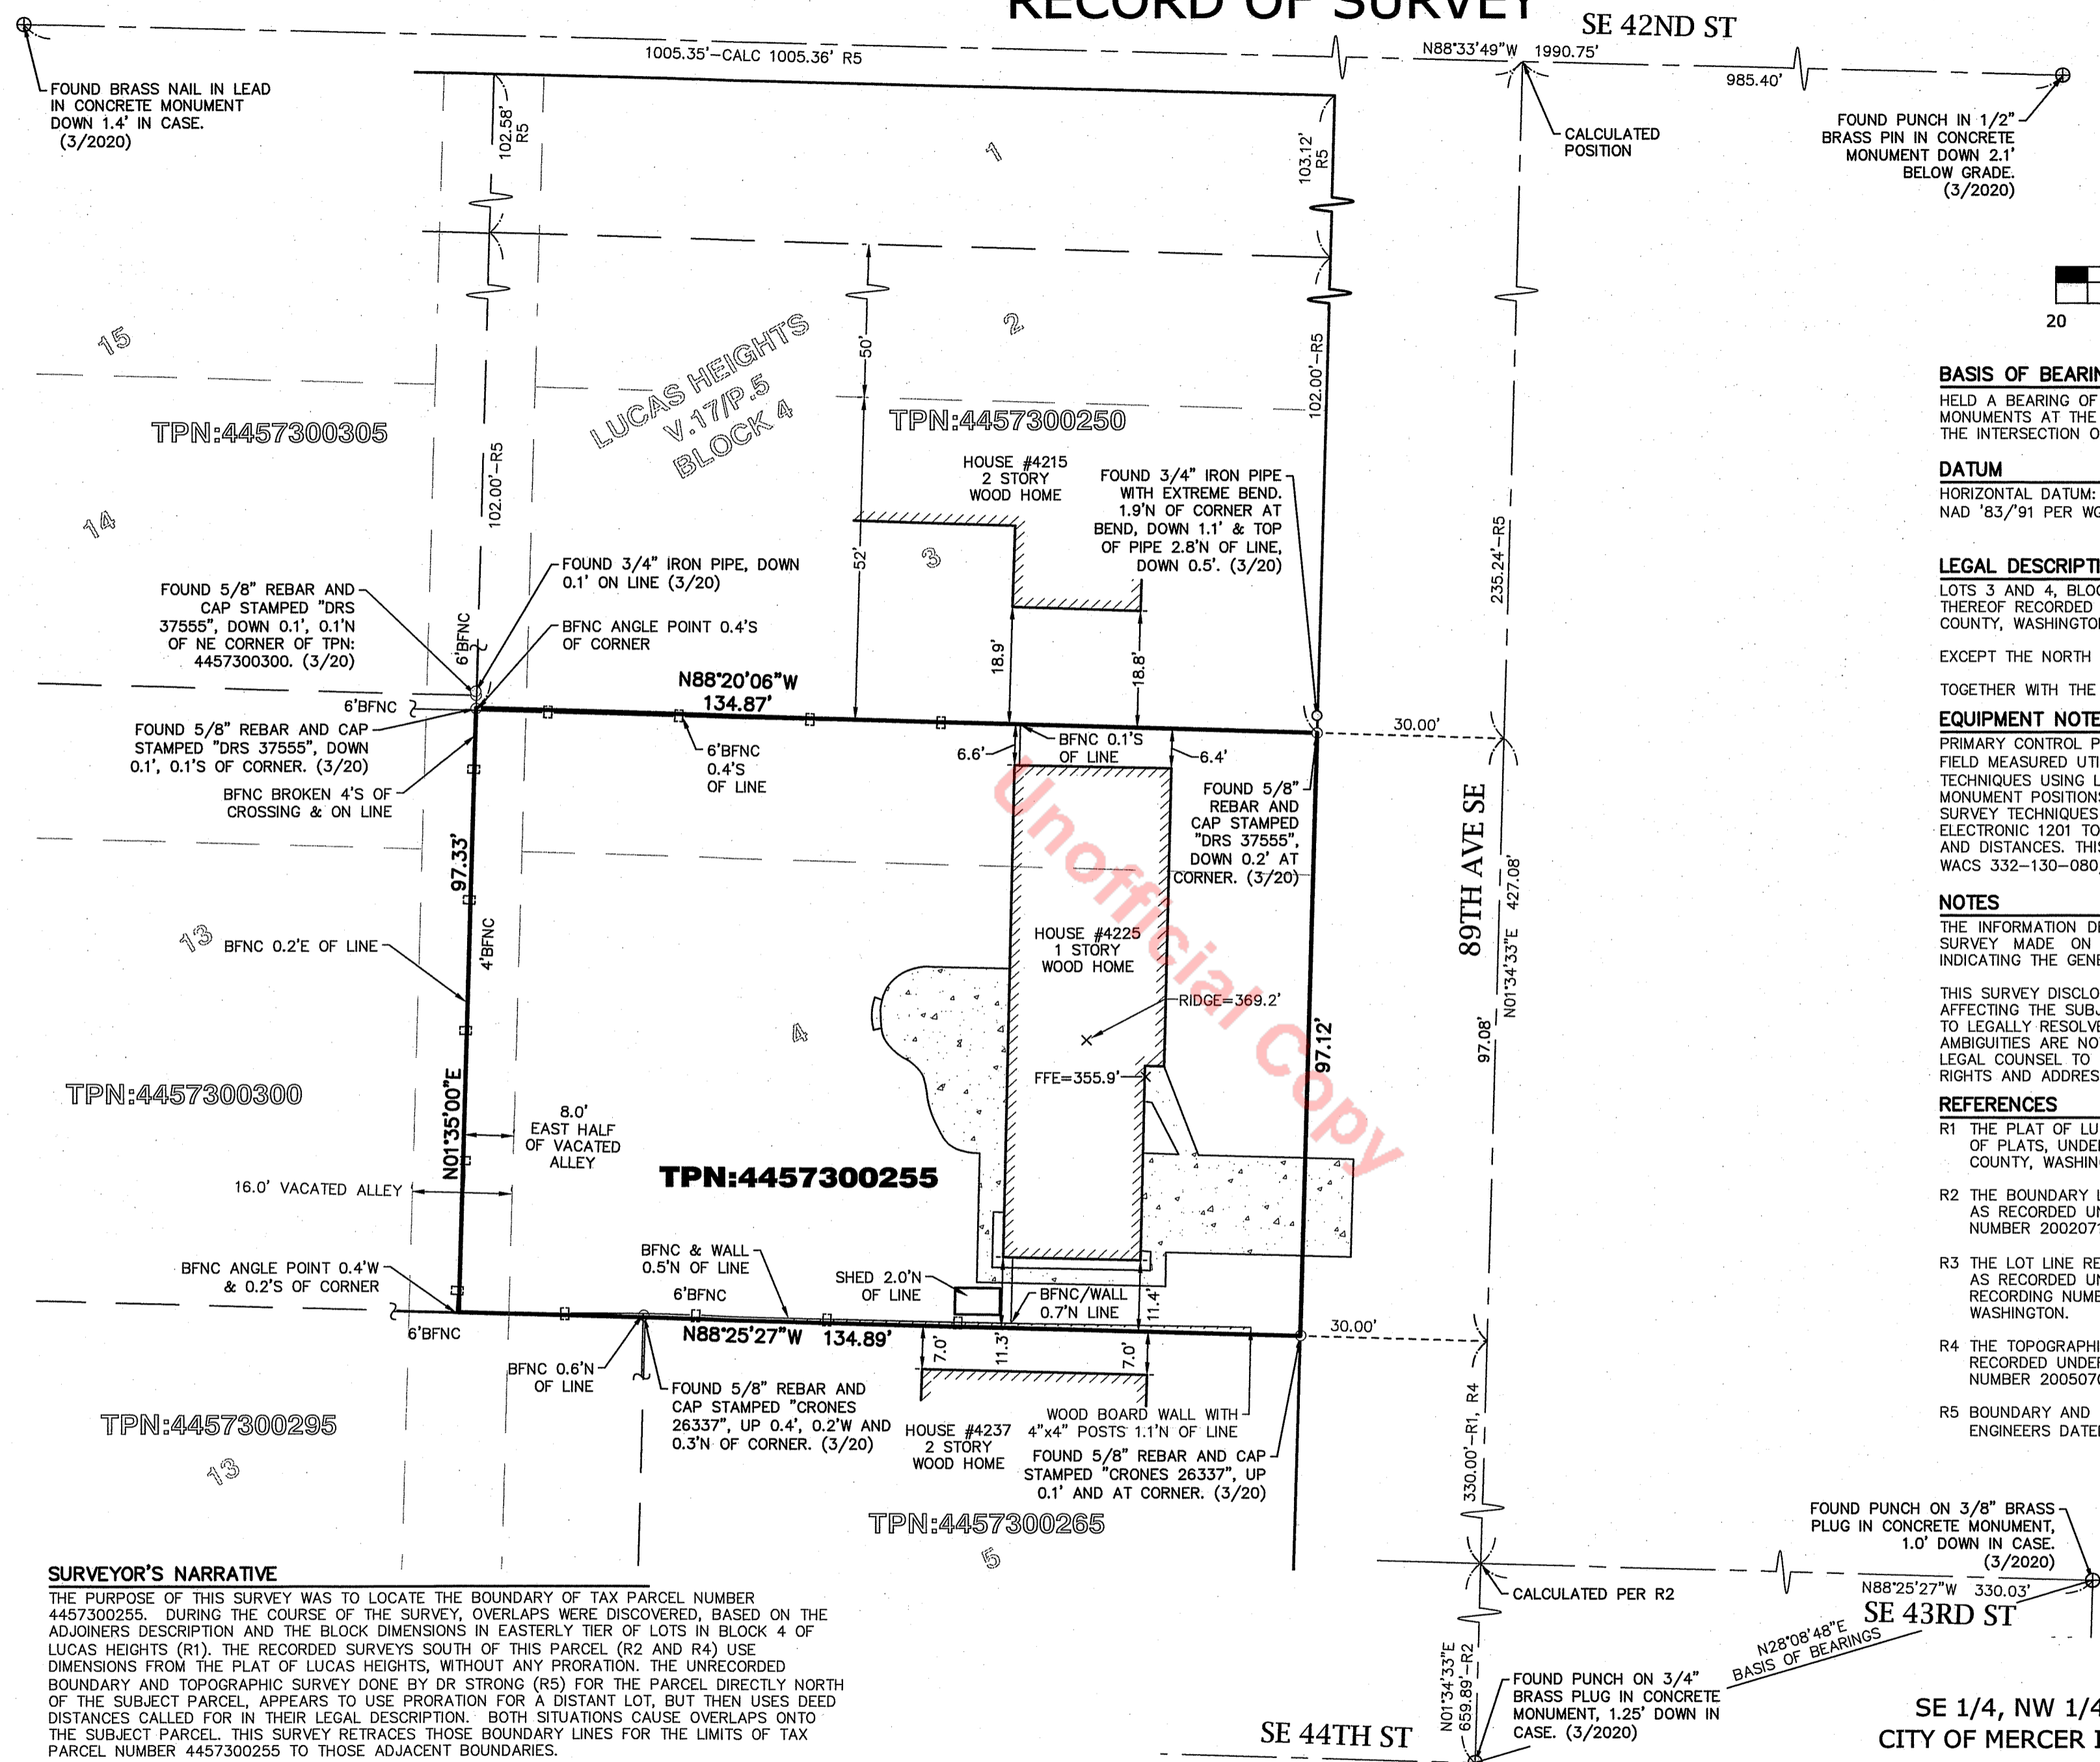 RECORD OF SURVEY
SE 42ND ST
1005.35'-CALC 1005.36' R5
N88°33'49"W 1990.75'
985.40'
FOUND BRASS NAIL IN LEAD
IN CONCRETE MONUMENT
DOWN 1.4' IN CASE.
(3/2020)
102.58'
R5
1
103.12'
R5
CALCULATED
POSITION
FOUND PUNCH IN 1/2"
BRASS PIN IN CONCRETE
MONUMENT DOWN 2.1'
BELOW GRADE.
(3/2020)
20
15
LUCAS HEIGHTS
V.17/P.5
BLOCK 4
50'
2
102.00'-R5
TPN:4457300305
TPN:4457300250
14
102.00'-R5
HOUSE #4215
2 STORY
WOOD HOME
FOUND 3/4" IRON PIPE
WITH EXTREME BEND.
1.9'N OF CORNER AT
BEND, DOWN 1.1' & TOP
OF PIPE 2.8'N OF LINE,
DOWN 0.5'. (3/20)
235.24'-R5
52'
3
FOUND 5/8" REBAR AND
CAP STAMPED "DRS
37555", DOWN 0.1', 0.1'N
OF NE CORNER OF TPN:
4457300300. (3/20)
FOUND 3/4" IRON PIPE, DOWN
0.1' ON LINE (3/20)
6'BFNC
BFNC ANGLE POINT 0.4'S
OF CORNER
18.9'
18.8'
N88°20'06"W
134.87'
6'BFNC
FOUND 5/8" REBAR AND CAP
STAMPED "DRS 37555", DOWN
0.1', 0.1'S OF CORNER. (3/20)
BFNC BROKEN 4'S OF
CROSSING & ON LINE
6'BFNC
0.4'S
OF LINE
6.6'
BFNC 0.1'S
OF LINE
6.4'
30.00'
FOUND 5/8"
REBAR AND
CAP STAMPED
"DRS 37555",
DOWN 0.2' AT
CORNER. (3/20)
89TH AVE SE
N01°34'33"E 427.08'
97.08'
97.33'
N01°35'00"E
13
BFNC 0.2'E OF LINE
4'BFNC
HOUSE #4225
1 STORY
WOOD HOME
RIDGE=369.2'
FFE=355.9'
4
97.12'
Unofficial Copy
TPN:4457300300
8.0'
EAST HALF
OF VACATED
ALLEY
16.0' VACATED ALLEY
TPN:4457300255
BFNC ANGLE POINT 0.4'W
& 0.2'S OF CORNER
BFNC & WALL
0.5'N OF LINE
6'BFNC
SHED 2.0'N
OF LINE
BFNC/WALL
0.7'N LINE
11.4'
6'BFNC
N88°25'27"W 134.89'
7.0'
11.3'
7.0'
30.00'
BFNC 0.6'N
OF LINE
FOUND 5/8" REBAR AND
CAP STAMPED "CRONES
26337", UP 0.4', 0.2'W AND
0.3'N OF CORNER. (3/20)
HOUSE #4237
2 STORY
WOOD HOME
WOOD BOARD WALL WITH
4"x4" POSTS 1.1'N OF LINE
FOUND 5/8" REBAR AND CAP
STAMPED "CRONES 26337", UP
0.1' AND AT CORNER. (3/20)
330.00'-R1, R4
TPN:4457300295
13
TPN:4457300265
5
FOUND PUNCH ON 3/8" BRASS
PLUG IN CONCRETE MONUMENT,
1.0' DOWN IN CASE.
(3/2020)
CALCULATED PER R2
N88°25'27"W 330.03'
SE 43RD ST
N28°08'48"E
BASIS OF BEARINGS
N01°34'33"E
659.89'-R2
FOUND PUNCH ON 3/4"
BRASS PLUG IN CONCRETE
MONUMENT, 1.25' DOWN IN
CASE. (3/2020)
SE 44TH ST
SURVEYOR'S NARRATIVE
THE PURPOSE OF THIS SURVEY WAS TO LOCATE THE BOUNDARY OF TAX PARCEL NUMBER
4457300255. DURING THE COURSE OF THE SURVEY, OVERLAPS WERE DISCOVERED, BASED ON THE
ADJOINERS DESCRIPTION AND THE BLOCK DIMENSIONS IN EASTERLY TIER OF LOTS IN BLOCK 4 OF
LUCAS HEIGHTS (R1). THE RECORDED SURVEYS SOUTH OF THIS PARCEL (R2 AND R4) USE
DIMENSIONS FROM THE PLAT OF LUCAS HEIGHTS, WITHOUT ANY PRORATION. THE UNRECORDED
BOUNDARY AND TOPOGRAPHIC SURVEY DONE BY DR STRONG (R5) FOR THE PARCEL DIRECTLY NORTH
OF THE SUBJECT PARCEL, APPEARS TO USE PRORATION FOR A DISTANT LOT, BUT THEN USES DEED
DISTANCES CALLED FOR IN THEIR LEGAL DESCRIPTION. BOTH SITUATIONS CAUSE OVERLAPS ONTO
THE SUBJECT PARCEL. THIS SURVEY RETRACES THOSE BOUNDARY LINES FOR THE LIMITS OF TAX
PARCEL NUMBER 4457300255 TO THOSE ADJACENT BOUNDARIES.
BASIS OF BEARIN
HELD A BEARING OF
MONUMENTS AT THE
THE INTERSECTION O
DATUM
HORIZONTAL DATUM:
NAD '83/'91 PER WG
LEGAL DESCRIPTI
LOTS 3 AND 4, BLOC
THEREOF RECORDED
COUNTY, WASHINGTO
EXCEPT THE NORTH
TOGETHER WITH THE
EQUIPMENT NOTE
PRIMARY CONTROL P
FIELD MEASURED UTI
TECHNIQUES USING L
MONUMENT POSITION
SURVEY TECHNIQUES
ELECTRONIC 1201 TO
AND DISTANCES. THIS
WACS 332-130-080,
NOTES
THE INFORMATION DE
SURVEY MADE ON
INDICATING THE GENE
THIS SURVEY DISCLO
AFFECTING THE SUBJ
TO LEGALLY RESOLVE
AMBIGUITIES ARE NO
LEGAL COUNSEL TO
RIGHTS AND ADDRES
REFERENCES
R1 THE PLAT OF LU
OF PLATS, UNDE
COUNTY, WASHIN
R2 THE BOUNDARY L
AS RECORDED UN
NUMBER 2002071
R3 THE LOT LINE RE
AS RECORDED UN
RECORDING NUME
WASHINGTON.
R4 THE TOPOGRAPHI
RECORDED UNDER
NUMBER 2005070
R5 BOUNDARY AND
ENGINEERS DATE
SE 1/4, NW 1/4
CITY OF MERCER I